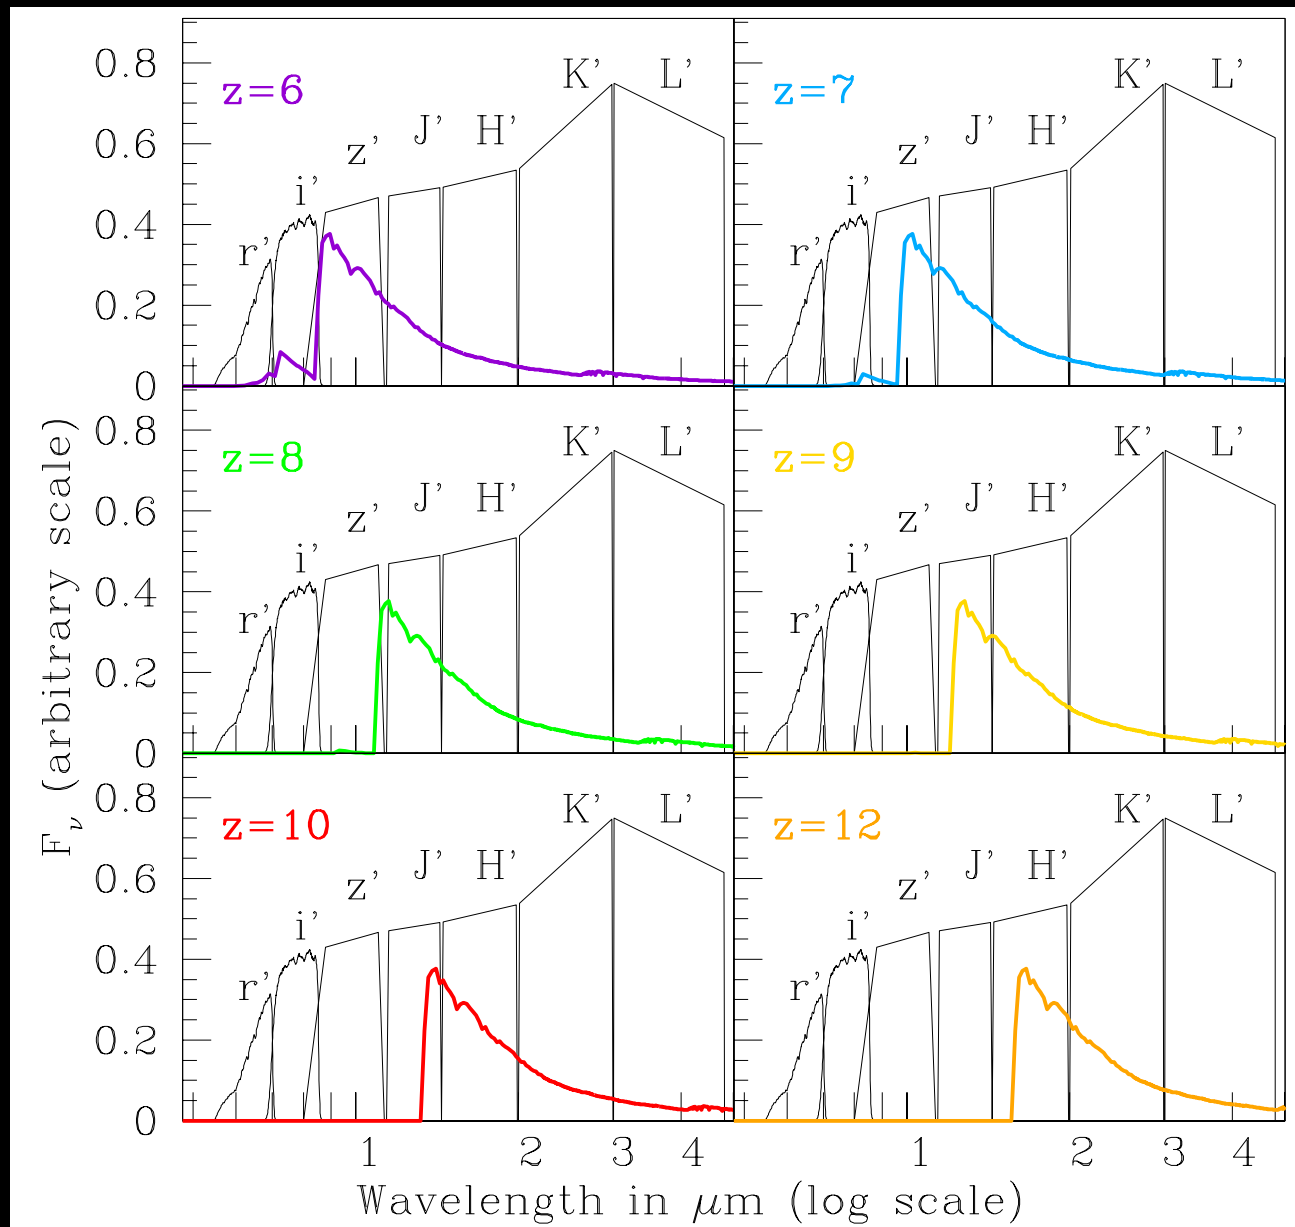 0.8
0.6
0.4
0.2
0
z=6
r’
i’
z’
J’
H’
K’
L’
z=7
r’
i’
z’
J’
H’
K’
L’
0.8
0.6
0.4
0.2
0
z=8
r’
i’
z’
J’
H’
K’
L’
z=9
r’
i’
z’
J’
H’
K’
L’
0.8
0.6
0.4
0.2
0
z=10
r’
i’
z’
J’
H’
K’
L’
z=12
r’
i’
z’
J’
H’
K’
L’
F_ν (arbitrary scale)
1 2 3 4 1 2 3 4
Wavelength in μm (log scale)